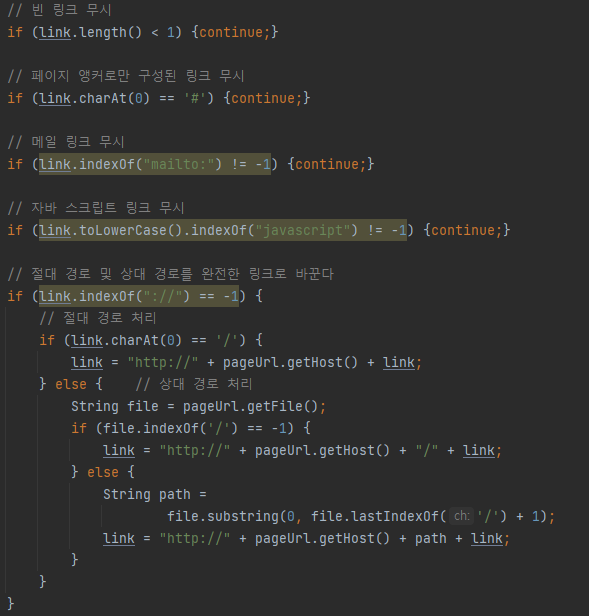 // 빈 링크 무시
if (link.length() < 1) {continue;}
// 페이지 앵커로만 구성된 링크 무시
if (link.charAt(0) == '#') {continue;}
// 메일 링크 무시
if (link.indexOf("mailto:") != -1) {continue;}
// 자바 스크립트 링크 무시
if (link.toLowerCase().indexOf("javascript") != -1) {continue;}
// 절대 경로 및 상대 경로를 완전한 링크로 바꾼다
if (link.indexOf("://") == -1) {
    // 절대 경로 처리
    if (link.charAt(0) == '/') {
        link = "http://" + pageUrl.getHost() + link;
    } else {    // 상대 경로 처리
        String file = pageUrl.getFile();
        if (file.indexOf('/') == -1) {
            link = "http://" + pageUrl.getHost() + "/" + link;
        } else {
            String path =
                    file.substring(0, file.lastIndexOf( ch: '/') + 1);
            link = "http://" + pageUrl.getHost() + path + link;
        }
    }
}